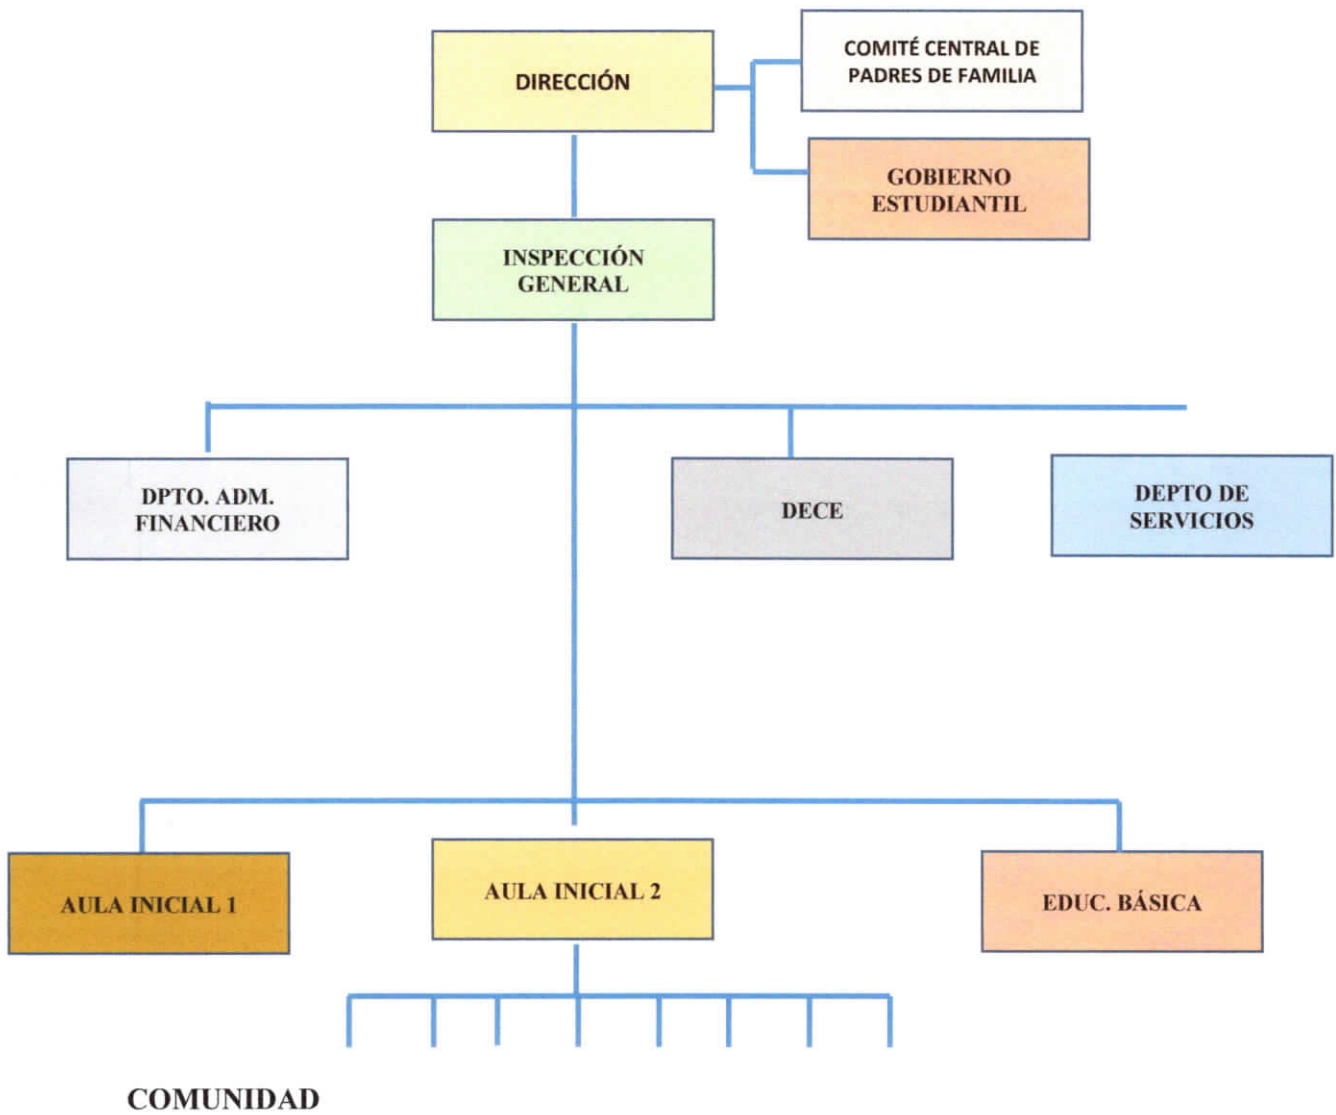 DIRECCIÓN
COMITÉ CENTRAL DE
PADRES DE FAMILIA
GOBIERNO
ESTUDIANTIL
INSPECCIÓN
GENERAL
DPTO. ADM.
FINANCIERO
DECE
DEPTO DE
SERVICIOS
AULA INICIAL 1
AULA INICIAL 2
EDUC. BÁSICA
COMUNIDAD